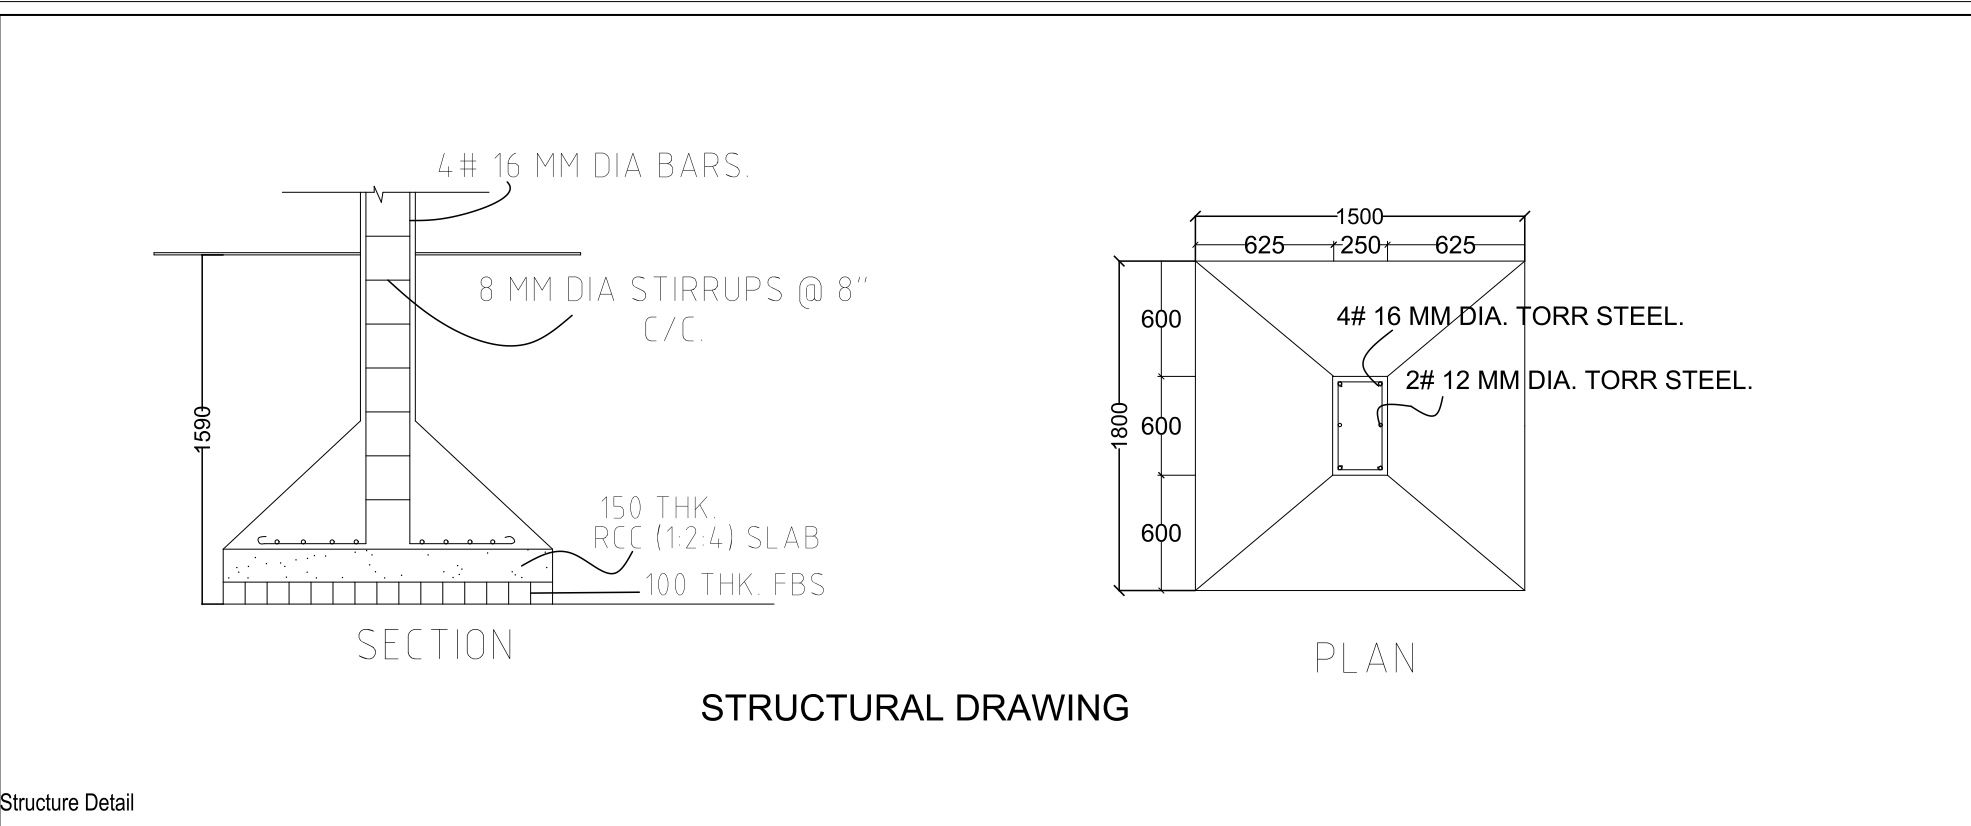 4# 16 MM DIA BARS.
8 MM DIA STIRRUPS @ 8"
C/C.
1590
150 THK.
RCC (1:2:4) SLAB
100 THK. FBS
SECTION
1500
625
250
625
600
4# 16 MM DIA. TORR STEEL.
2# 12 MM DIA. TORR STEEL.
1800
600
600
PLAN
STRUCTURAL DRAWING
Structure Detail